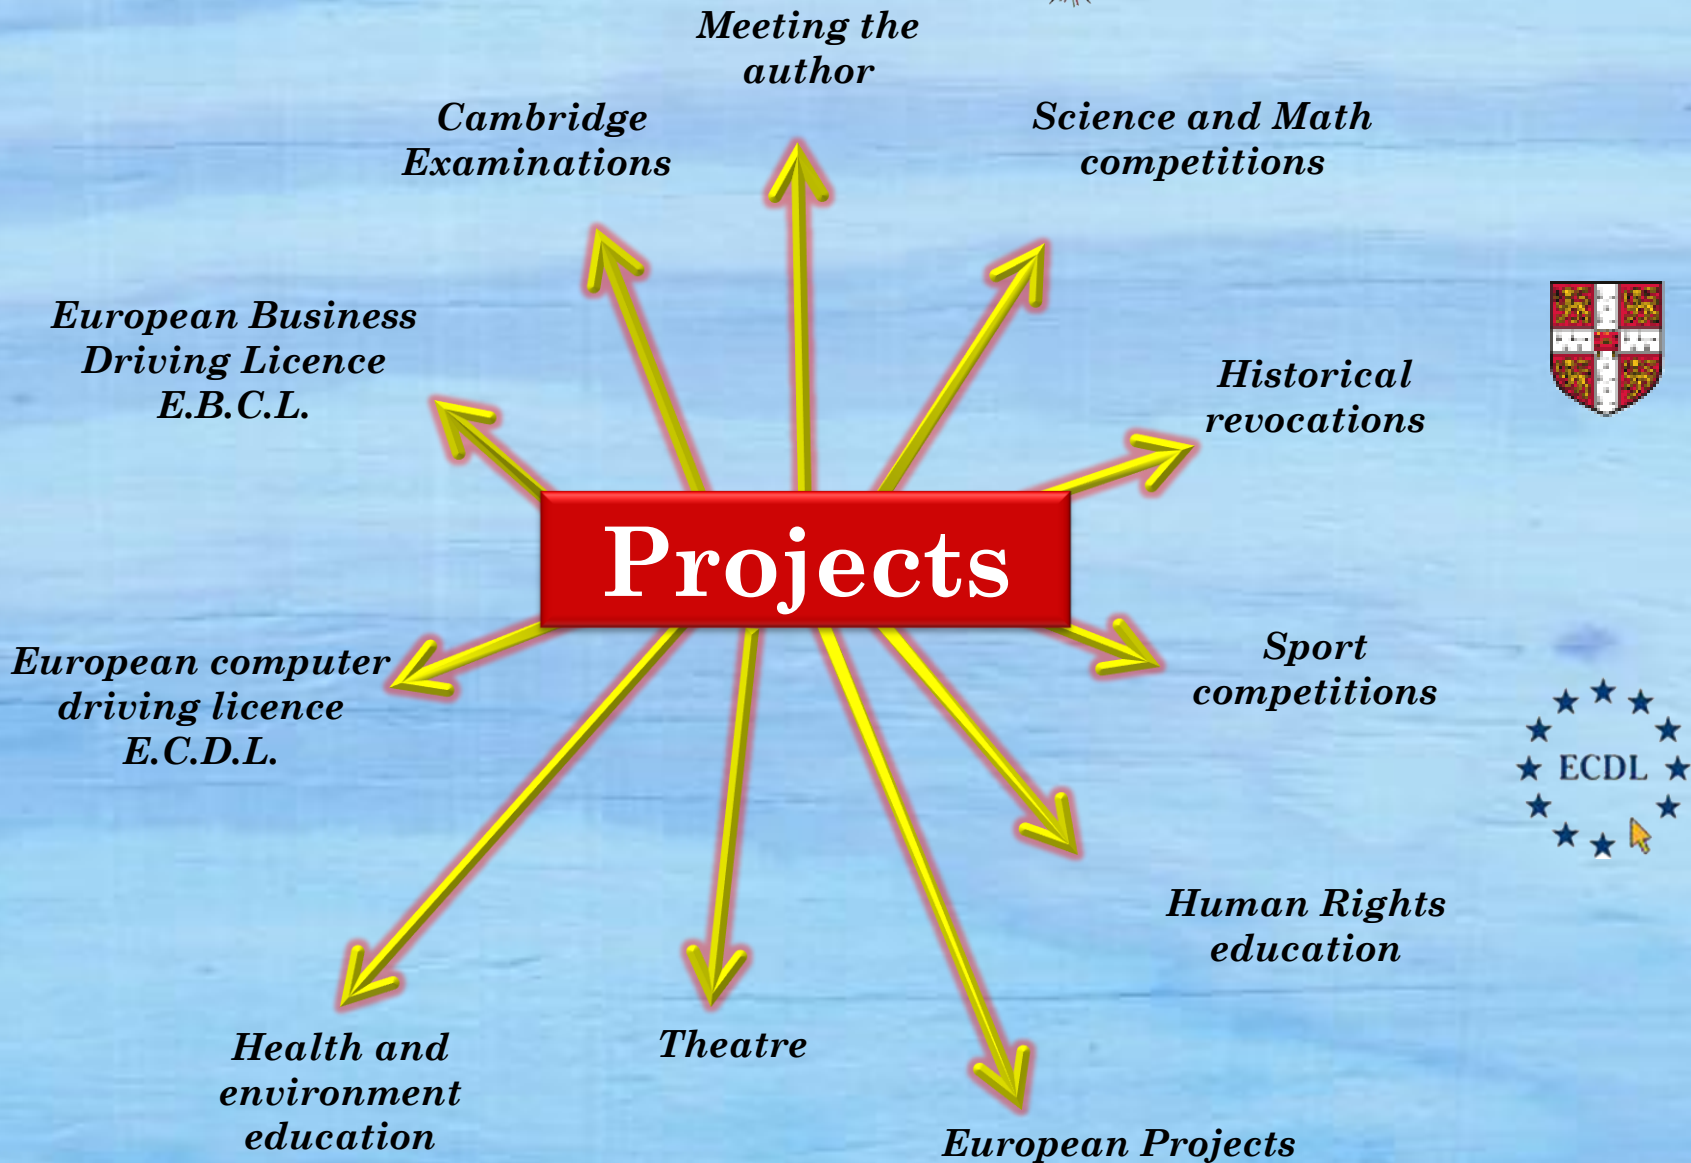 Meeting the
author
Cambridge
Examinations
Science and Math
competitions
European Business
Driving Licence
E.B.C.L.
Historical
revocations
Projects
European computer
driving licence
E.C.D.L.
Sport
competitions
ECDL
Human Rights
education
Health and
environment
education
Theatre
European Projects